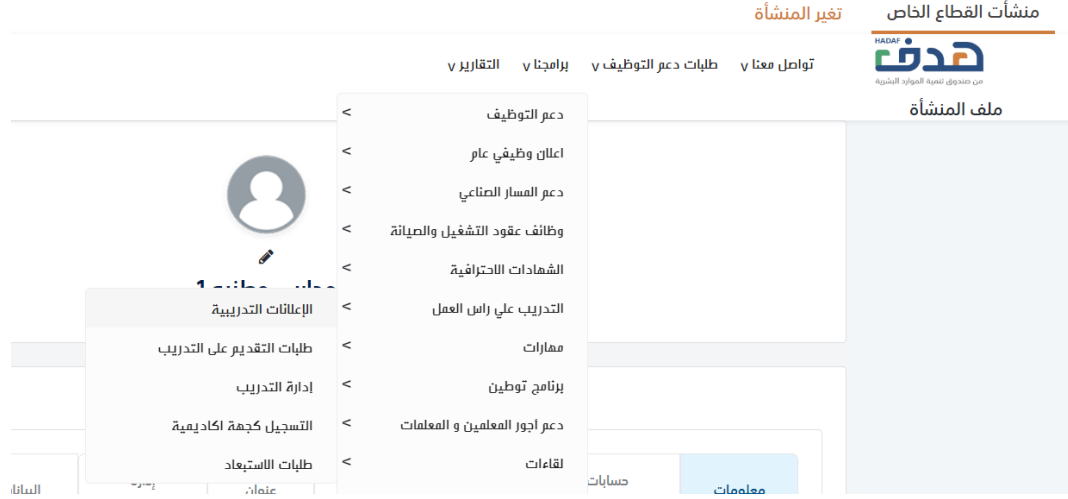 منشأت القطاع الخاص
تغير المنشأة
HADAF
هدف
من صندوق تنمية الموارد البشرية
تواصل معنا v
طلبات دعم التوظيف v
برامجنا v
التقارير v
ملف المنشأة
دعم التوظيف >
اعلان وظيفي عام >
دعم المسار الصناعي >
وظائف عقود التشغيل والصيانة >
الشهادات الاحترافية >
التدريب علي راس العمل >
مهارات >
برنامج توطين >
دعم أجور المعلمين و المعلمات >
لقاءات >
الإعلانات التدريبية
طلبات التقديم على التدريب
إدارة التدريب
التسجيل كجهة اكاديمية
طلبات الاستبعاد
معلومات
حسابات
عنوان